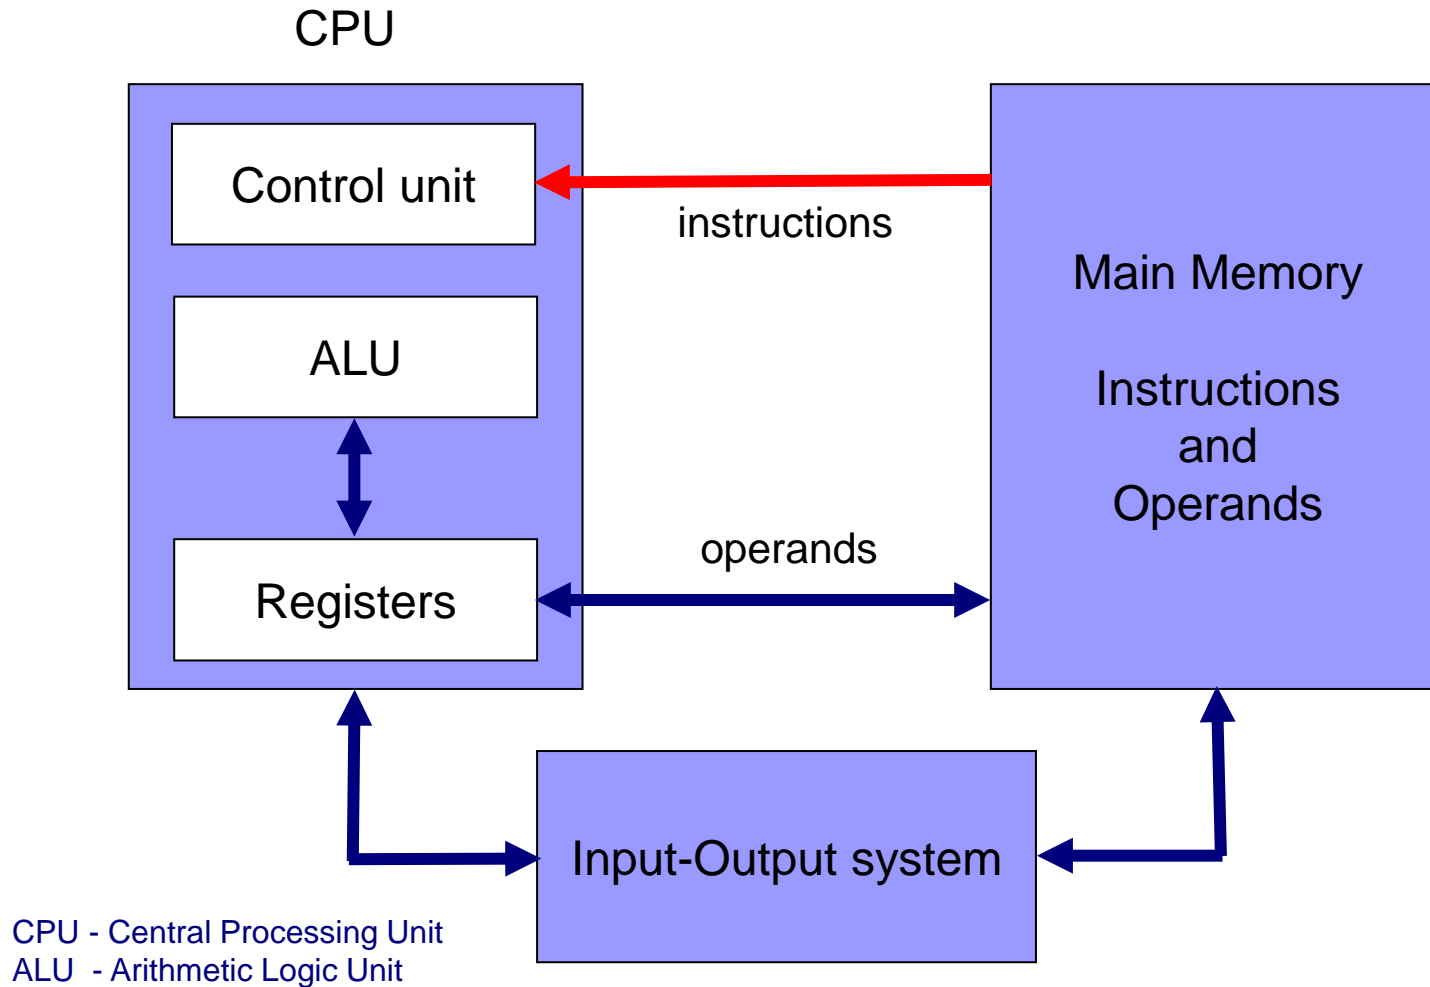 CPU
Control unit
instructions
ALU
Registers
operands
Main Memory
Instructions
and
Operands
Input-Output system
CPU - Central Processing Unit
ALU - Arithmetic Logic Unit